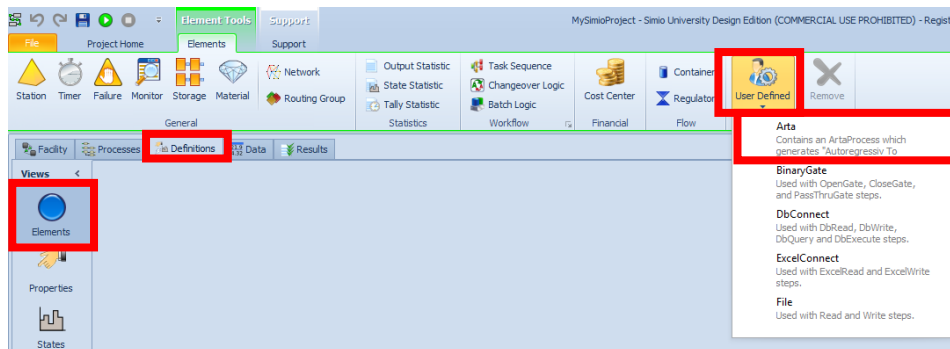 Element Tools Support MySimioProject - Simio University Design Edition (COMMERCIAL USE PROHIBITED) - Regist
File Project Home Elements Support
Station Timer Failure Monitor Storage Material
Network
Routing Group
General
Output Statistic
State Statistic
Tally Statistic
Statistics
Task Sequence
Changeover Logic
Batch Logic
Workflow
Cost Center
Financial
Container
Regulator
Flow
User Defined
Remove
Facility Processes Definitions Data Results
Views <
Elements
Properties
States
Arta
Contains an ArtaProcess which
generates "Autoregressiv To
BinaryGate
Used with OpenGate, CloseGate,
and PassThruGate steps.
DbConnect
Used with DbRead, DbWrite,
DbQuery and DbExecute steps.
ExcelConnect
Used with ExcelRead and ExcelWrite
steps.
File
Used with Read and Write steps.